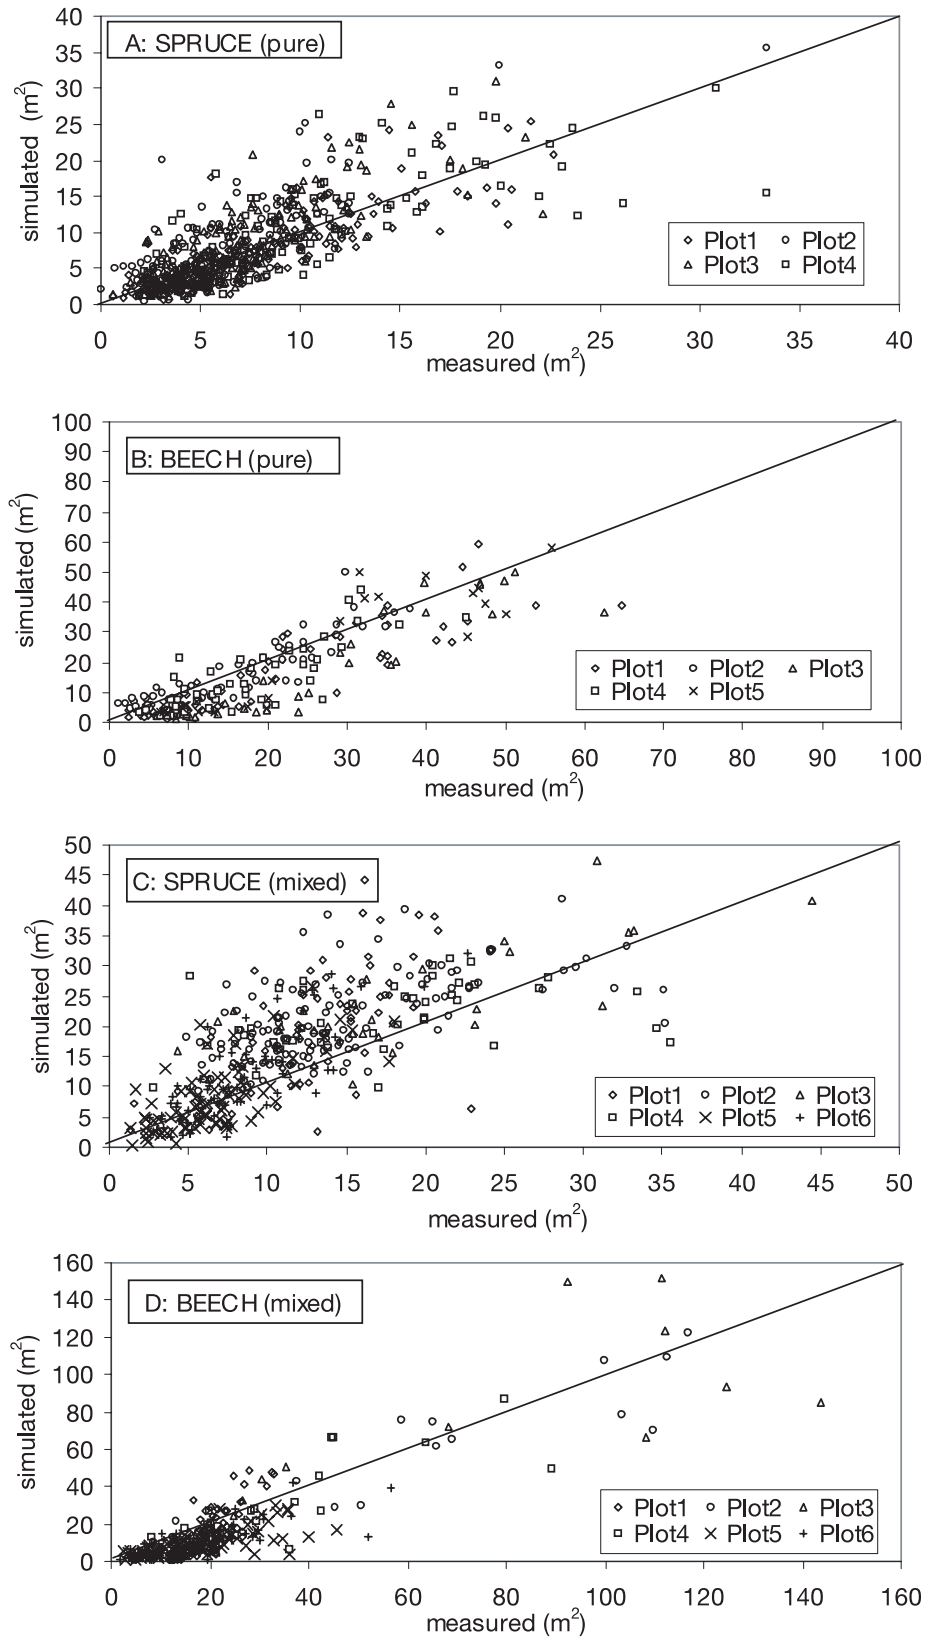 40
35
30
25
20
15
10
5
0
simulated (m²)
A: SPRUCE (pure)
Plot1 Plot2
Plot3 Plot4
0 5 10 15 20 25 30 35 40
measured (m²)
100
90
80
70
60
50
40
30
20
10
0
simulated (m²)
B: BEECH (pure)
Plot1 Plot2 Plot3
Plot4 Plot5
0 10 20 30 40 50 60 70 80 90 100
measured (m²)
50
45
40
35
30
25
20
15
10
5
0
simulated (m²)
C: SPRUCE (mixed)
Plot1 Plot2 Plot3
Plot4 Plot5 Plot6
0 5 10 15 20 25 30 35 40 45 50
measured (m²)
160
140
120
100
80
60
40
20
0
simulated (m²)
D: BEECH (mixed)
Plot1 Plot2 Plot3
Plot4 Plot5 Plot6
0 20 40 60 80 100 120 140 160
measured (m²)